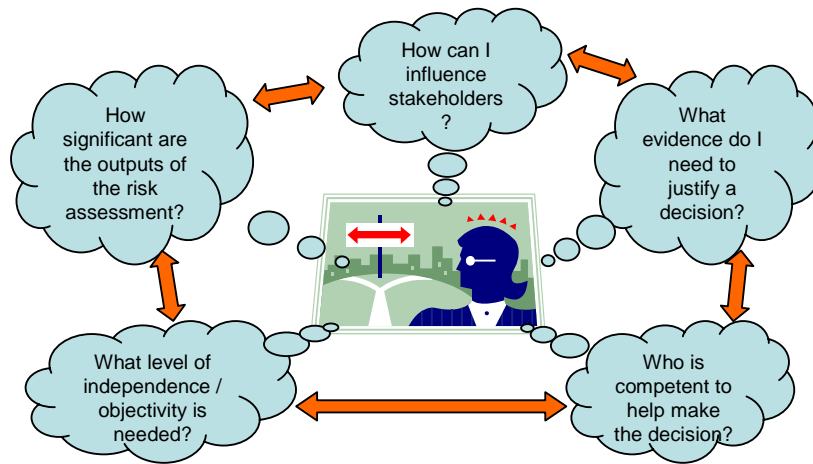 How can I
influence
stakeholders
?
How
significant are
the outputs of
the risk
assessment?
What
evidence do I
need to
justify a
decision?
What level of
independence /
objectivity is
needed?
Who is
competent to
help make
the decision?